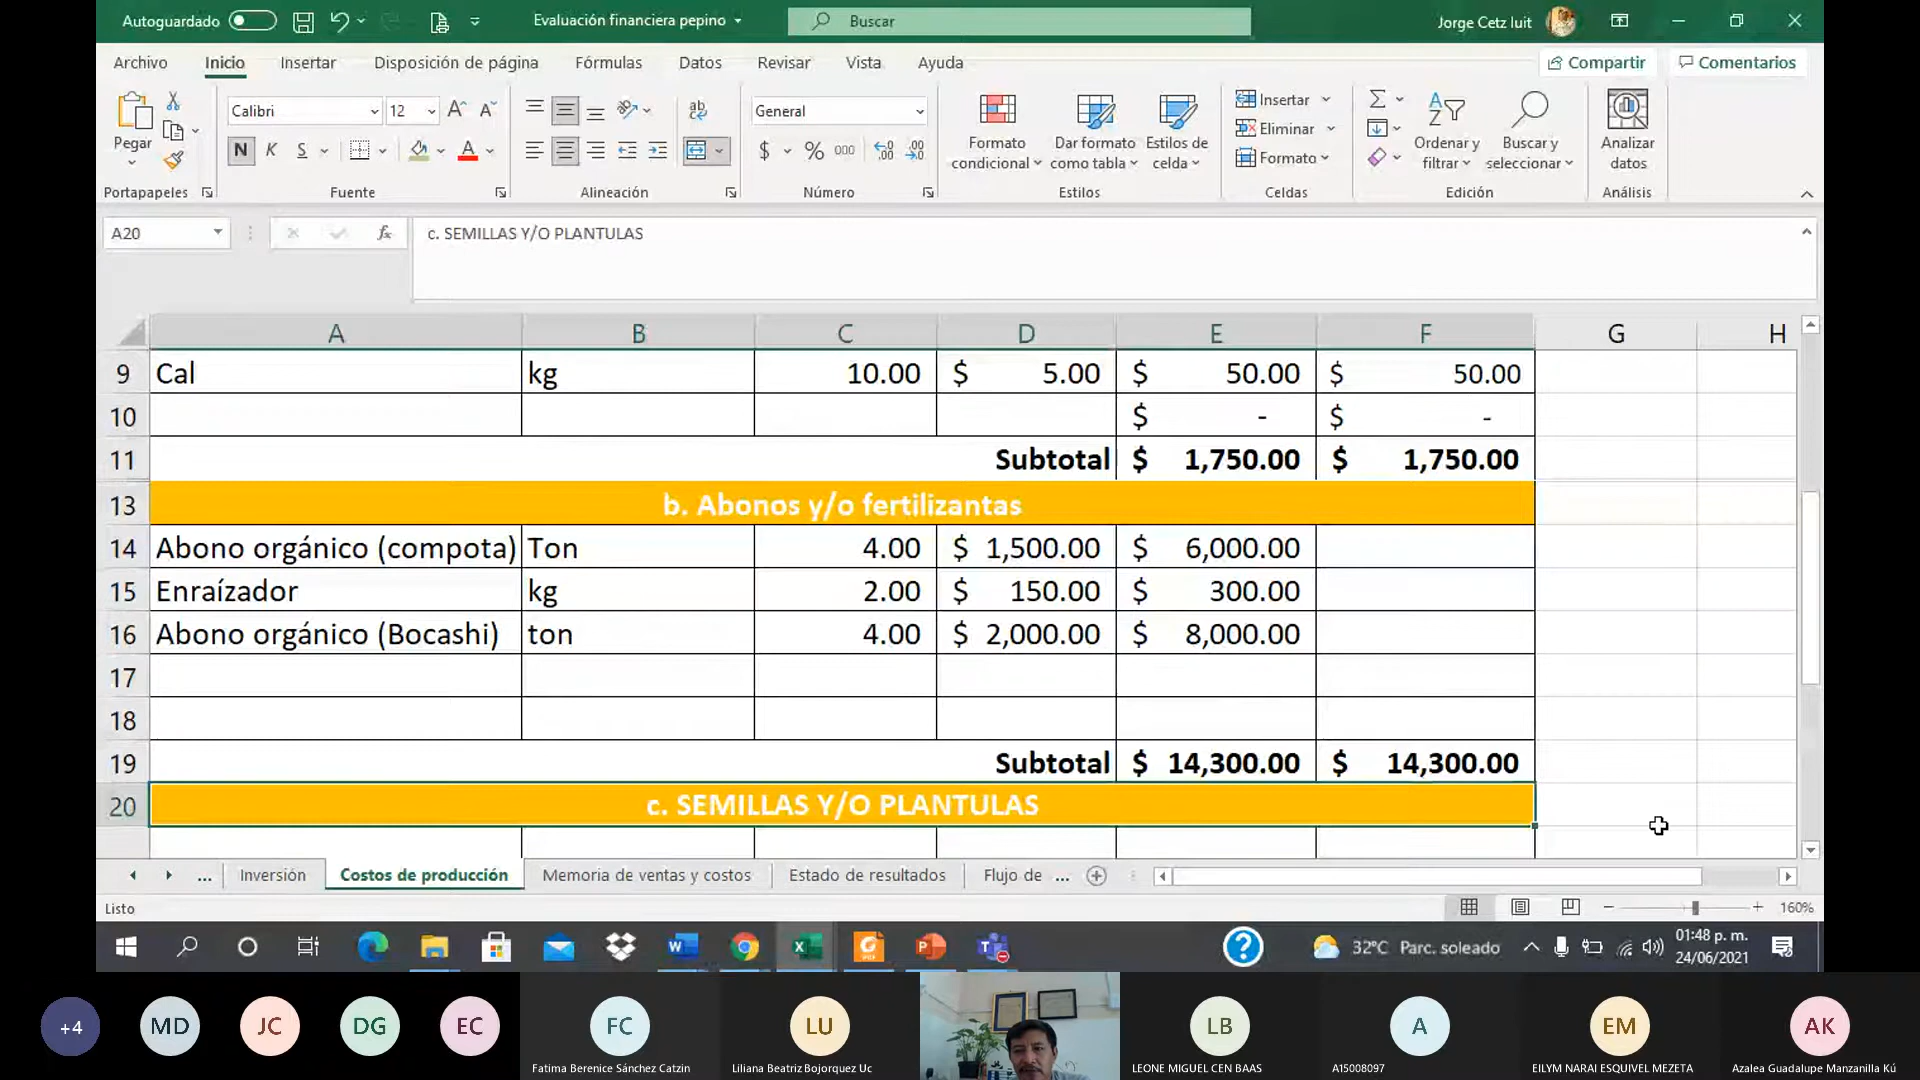 Autoguardado
Evaluación financiera pepino
Buscar
Jorge Cetz luit
Archivo Inicio Insertar Disposición de página Fórmulas Datos Revisar Vista Ayuda Compartir Comentarios
Pegar
Calibri 12
N K S
ab
General
$ % 000
Formato condicional
Dar formato como tabla
Estilos de celda
Insertar
Eliminar
Formato
Ordenar y filtrar
Buscar y seleccionar
Analizar datos
Portapapeles Fuente Alineación Número Estilos Celdas Edición Análisis
A20 fx c. SEMILLAS Y/O PLANTULAS
A B C D E F G H
9 Cal kg 10.00 $ 5.00 $ 50.00 $ 50.00
10 $ - $ -
11 Subtotal $ 1,750.00 $ 1,750.00
13 b. Abonos y/o fertilizantas
14 Abono orgánico (compota) Ton 4.00 $ 1,500.00 $ 6,000.00
15 Enraízador kg 2.00 $ 150.00 $ 300.00
16 Abono orgánico (Bocashi) ton 4.00 $ 2,000.00 $ 8,000.00
17
18
19 Subtotal $ 14,300.00 $ 14,300.00
20 c. SEMILLAS Y/O PLANTULAS
... Inversión Costos de producción Memoria de ventas y costos Estado de resultados Flujo de ...
Listo 160%
32°C Parc. soleado
01:48 p. m.
24/06/2021
+4 MD JC DG EC FC LU LB A EM AK
Fatima Berenice Sánchez Catzin Liliana Beatriz Bojorquez Uc LEONE MIGUEL CEN BAAS A15008097 EILYM NARAI ESQUIVEL MEZETA Azalea Guadalupe Manzanilla Kú